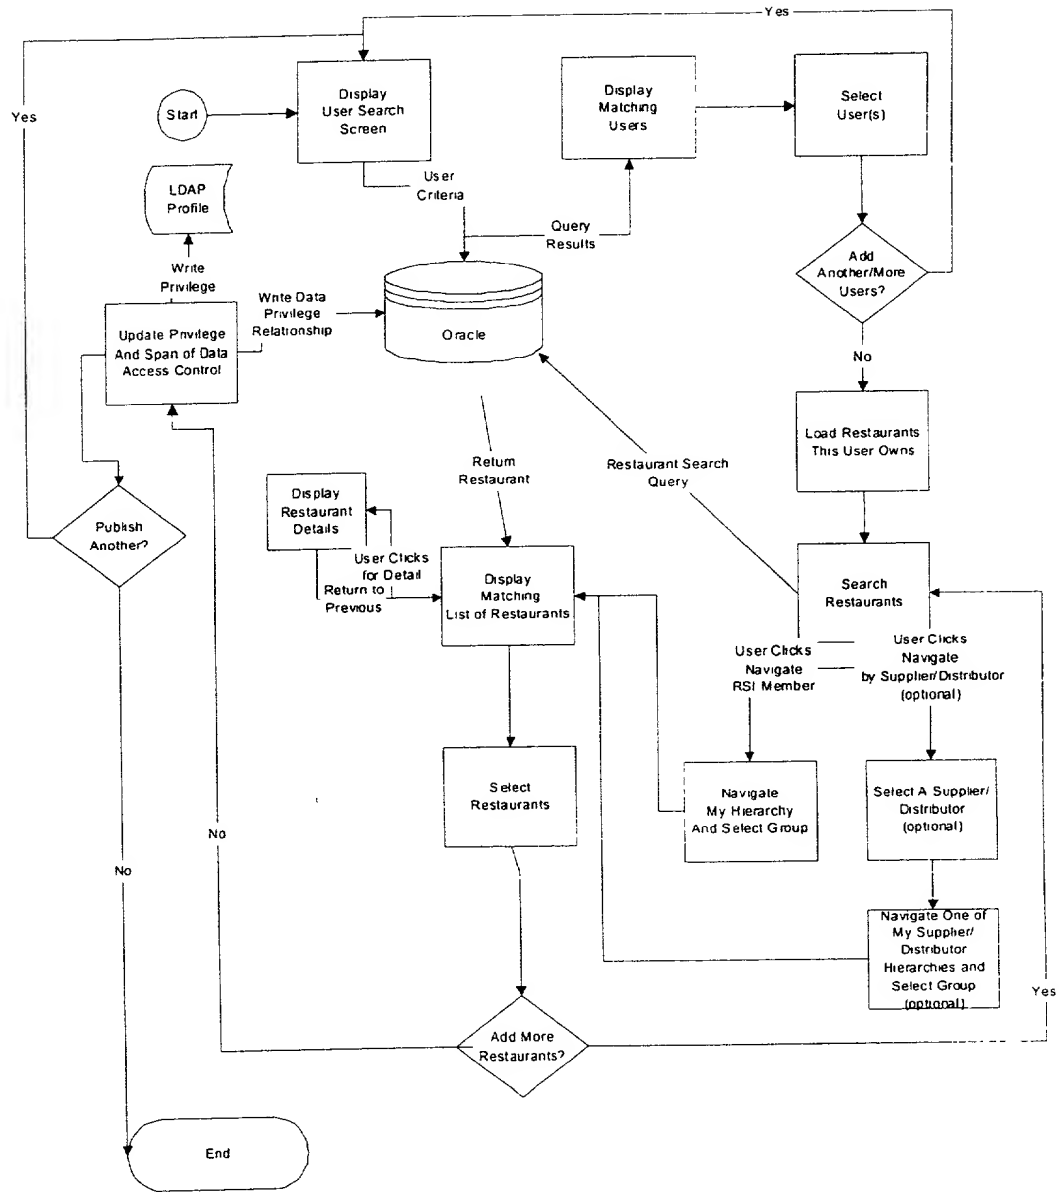 Yes
Yes
Start
Display
User Search
Screen
Display
Matching
Users
Select
User(s)
LDAP
Profile
User
Criteria
Query
Results
Add
Another/More
Users?
Write
Privilege
Write Data
Privilege
Relationship
Oracle
Update Privilege
And Span of Data
Access Control
No
Load Restaurants
This User Owns
Return
Restaurant
Restaurant Search
Query
Display
Restaurant
Details
Publish
Another?
User Clicks
for Detail
Return to
Previous
Display
Matching
List of Restaurants
Search
Restaurants
User Clicks
Navigate
RSI Member
User Clicks
Navigate
by Supplier/Distributor
(optional)
Select
Restaurants
Navigate
My Hierarchy
And Select Group
Select A Supplier/
Distributor
(optional)
No
No
Navigate One of
My Supplier/
Distributor
Hierarchies and
Select Group
(optional)
Yes
Add More
Restaurants?
End